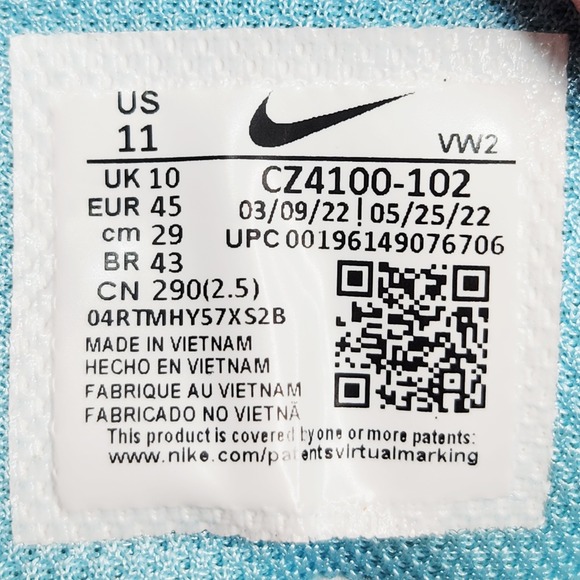 US
11
VW2
UK 10
EUR 45
cm 29
BR 43
CN 290(2.5)
CZ4100-102
03/09/22 | 05/25/22
UPC 00196149076706
04RTMHY57XS2B
MADE IN VIETNAM
HECHO EN VIETNAM
FABRIQUE AU VIETNAM
FABRICADO NO VIETNÃ
This product is covered by one or more patents:
www.nike.com/patentsvirtualmarking